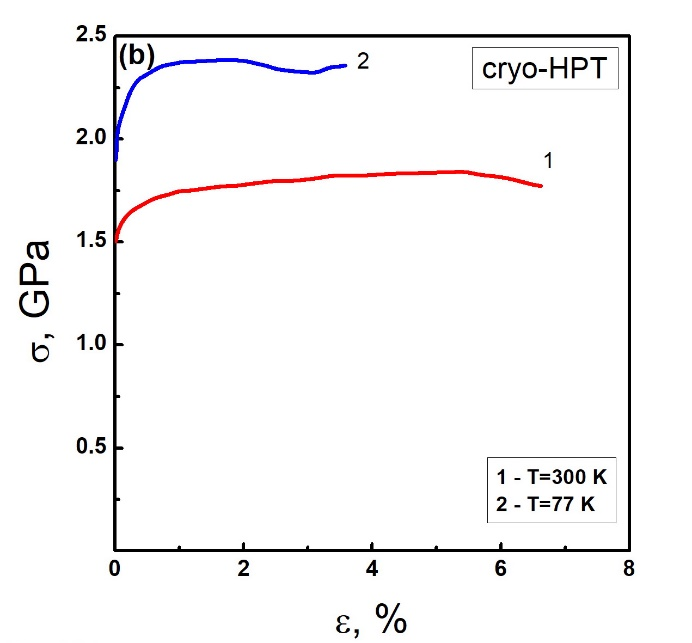 2.5
(b)
2
cryo-HPT
2.0
1
1.5
σ, GPa
1.0
0.5
1 - T=300 K
2 - T=77 K
0 2 4 6 8
ε, %